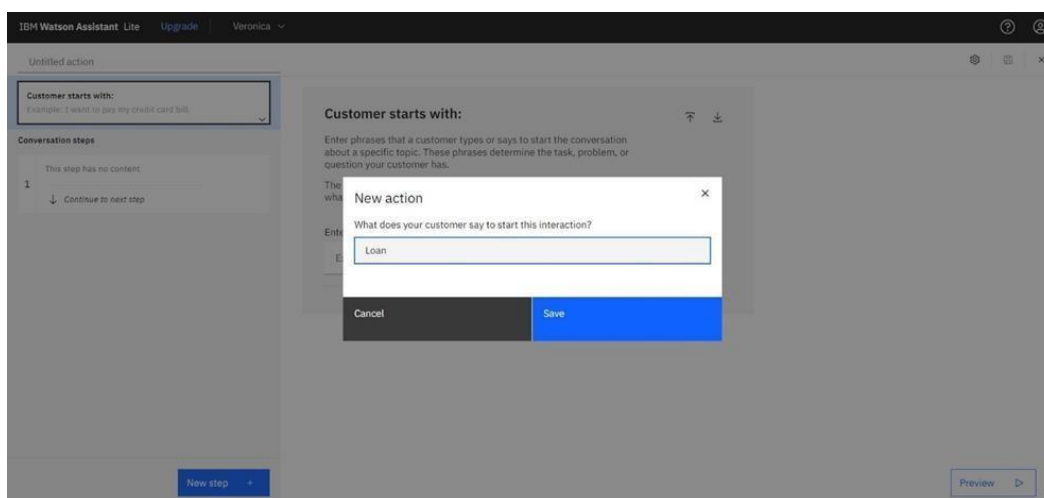 IBM Watson Assistant Lite Upgrade Veronica
Untitled action
Customer starts with:
Example: I want to pay my credit card bill.
Conversation steps
1
This step has no content
Continue to next step
New step +
Customer starts with:
Enter phrases that a customer types or says to start the conversation
about a specific topic. These phrases determine the task, problem, or
question your customer has.
The
wha
Ente
E
New action
What does your customer say to start this interaction?
Loan
Cancel
Save
Preview